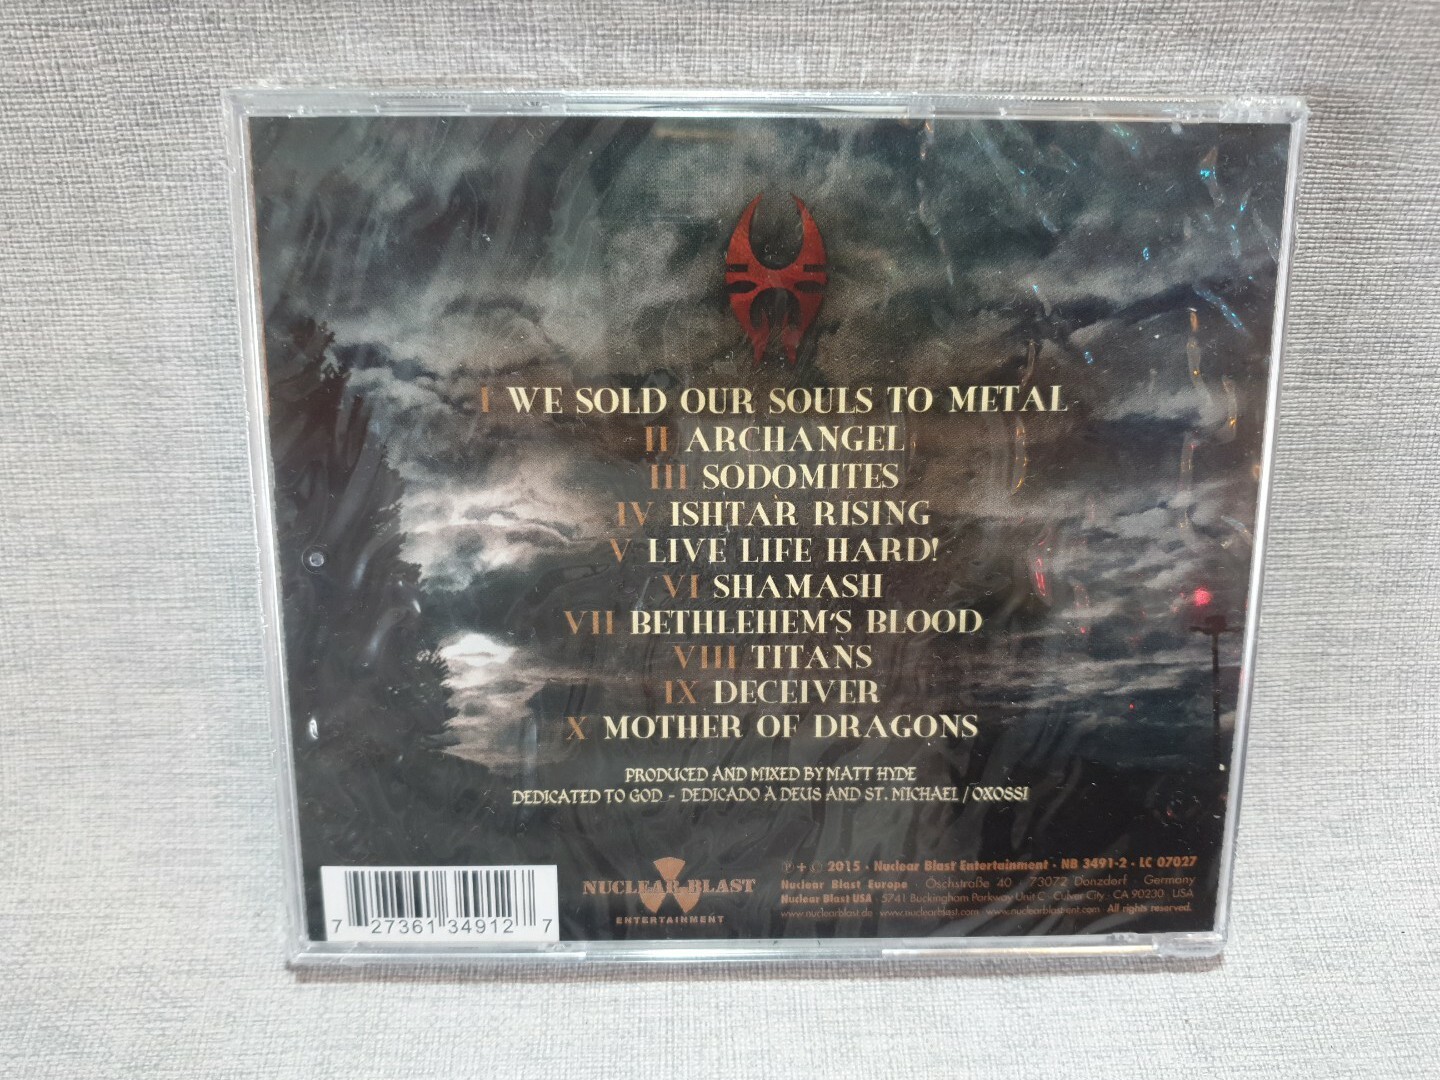 I WE SOLD OUR SOULS TO METAL
II ARCHANGEL
III SODOMITES
IV ISHTAR RISING
V LIVE LIFE HARD!
VI SHAMASH
VII BETHLEHEM'S BLOOD
VIII TITANS
IX DECEIVER
X MOTHER OF DRAGONS
PRODUCED AND MIXED BY MATT HYDE
DEDICATED TO GOD - DEDICADO A DEUS AND ST. MICHAEL / OXOSSI
7 27361 34912 7
NUCLEAR BLAST
ENTERTAINMENT
℗ + © 2015 · Nuclear Blast Entertainment · NB 3491-2 · LC 07027
Nuclear Blast Europe · Öschstraße 40 · 73072 Donzdorf · Germany
Nuclear Blast USA · 5741 Buckingham Parkway Unit C · Culver City · CA 90230 · USA
www.nuclearblast.de www.nuclearblast.com www.nuclearblast-ent.com All rights reserved.